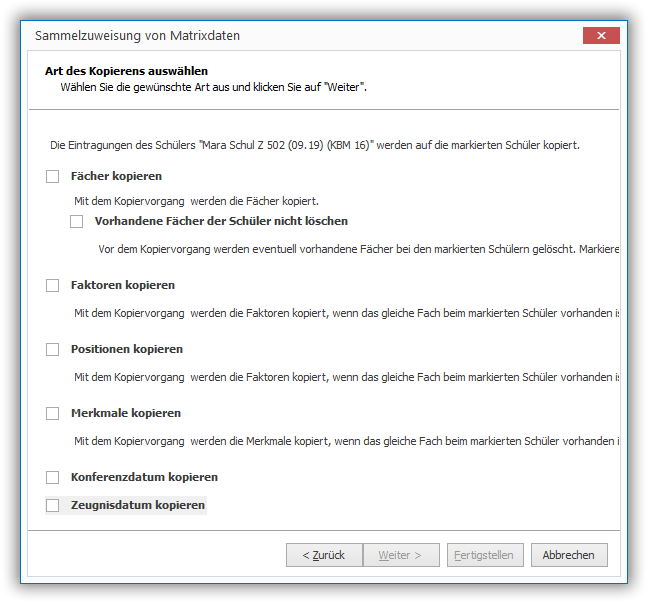 Sammelzuweisung von Matrixdaten
Art des Kopierens auswählen
Wählen Sie die gewünschte Art aus und klicken Sie auf "Weiter".
Die Eintragungen des Schülers "Mara Schul Z 502 (09.19) (KBM 16)" werden auf die markierten Schüler kopiert.
Fächer kopieren
Mit dem Kopiervorgang werden die Fächer kopiert.
Vorhandene Fächer der Schüler nicht löschen
Vor dem Kopiervorgang werden eventuell vorhandene Fächer bei den markierten Schülern gelöscht. Markiere
Faktoren kopieren
Mit dem Kopiervorgang werden die Faktoren kopiert, wenn das gleiche Fach beim markierten Schüler vorhanden is
Positionen kopieren
Mit dem Kopiervorgang werden die Faktoren kopiert, wenn das gleiche Fach beim markierten Schüler vorhanden is
Merkmale kopieren
Mit dem Kopiervorgang werden die Merkmale kopiert, wenn das gleiche Fach beim markierten Schüler vorhanden i
Konferenzdatum kopieren
Zeugnisdatum kopieren
< Zurück Weiter > Fertigstellen Abbrechen